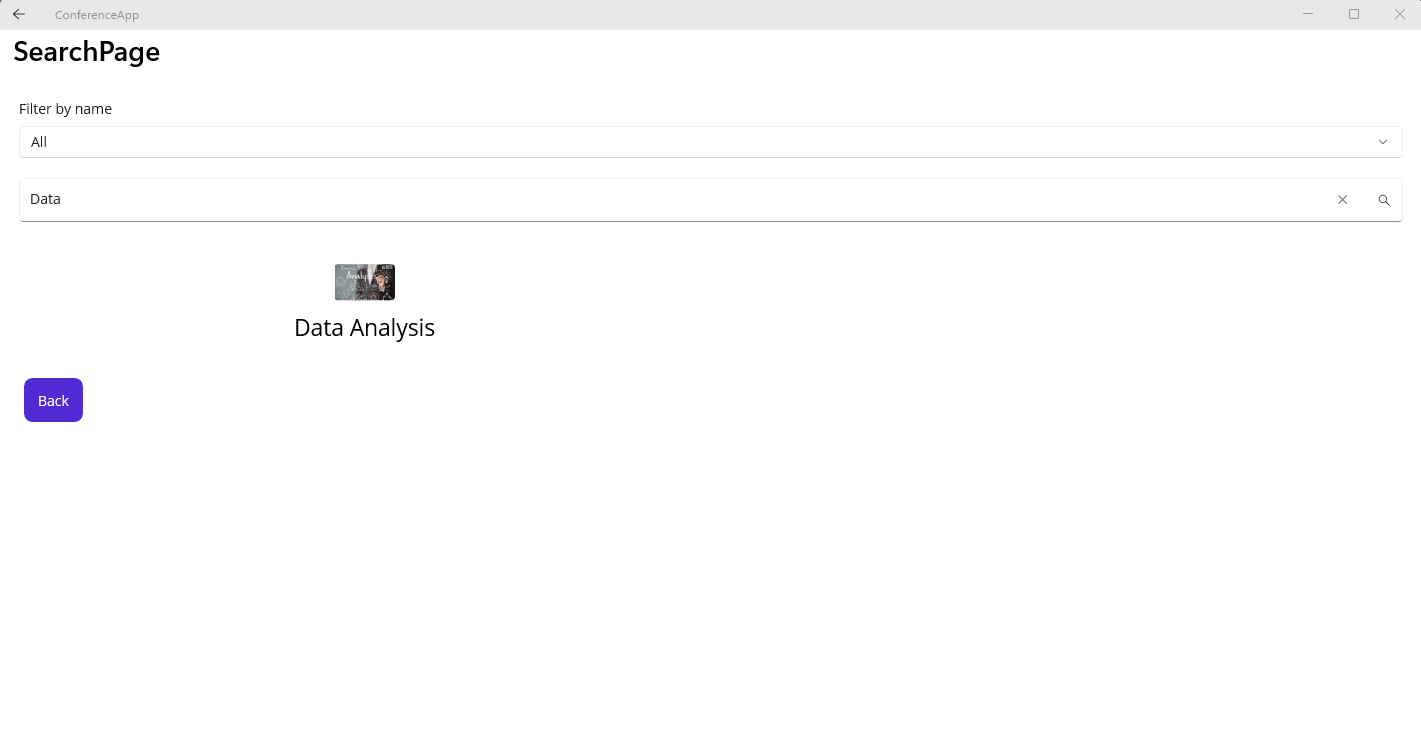 ConferenceApp
SearchPage
Filter by name
All
Data
Data Analysis
Back